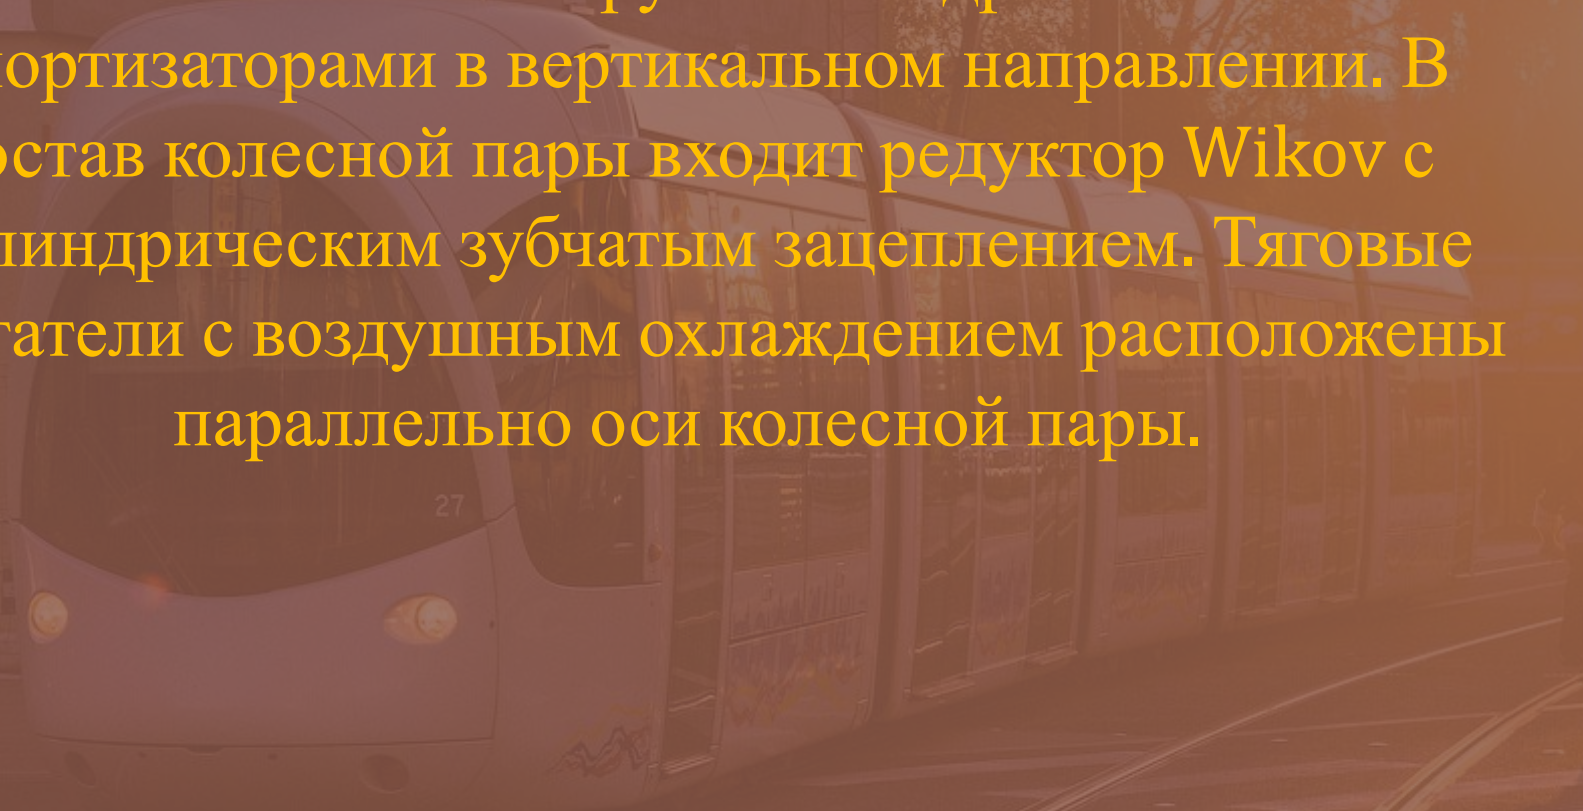 ортизаторами в вертикальном направлении. В
остав колесной пары входит редуктор Wikov с
линдрическим зубчатым зацеплением. Тяговые
гатели с воздушным охлаждением расположены
параллельно оси колесной пары.
27